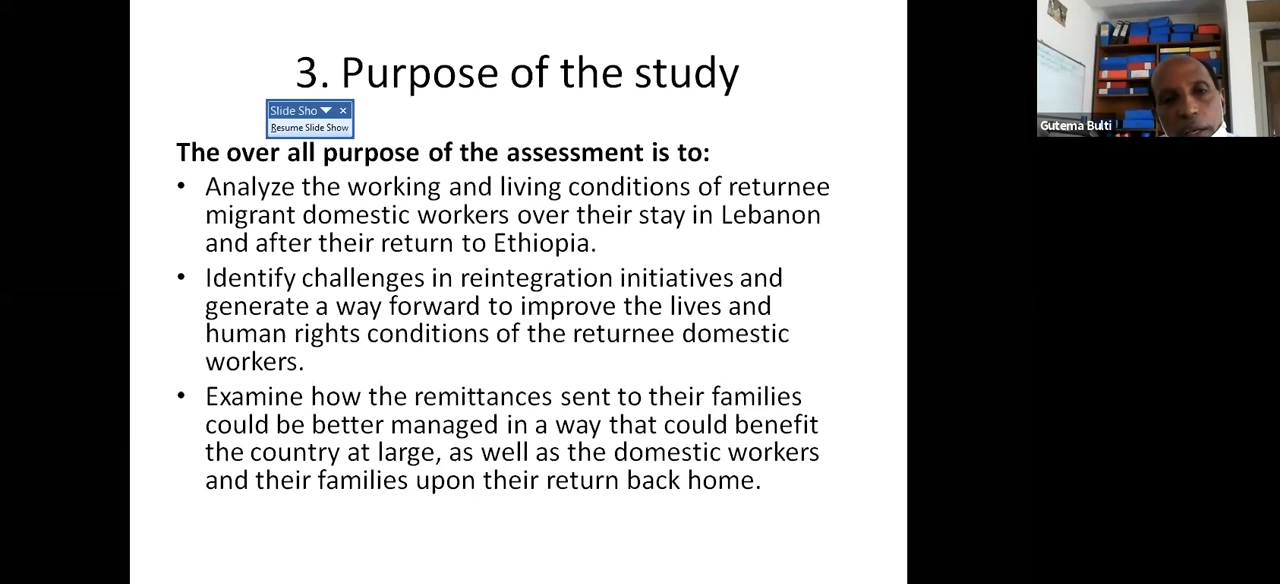 3. Purpose of the study
Slide Sho
Resume Slide Show
The over all purpose of the assessment is to:
• Analyze the working and living conditions of returnee
migrant domestic workers over their stay in Lebanon
and after their return to Ethiopia.
• Identify challenges in reintegration initiatives and
generate a way forward to improve the lives and
human rights conditions of the returnee domestic
workers.
• Examine how the remittances sent to their families
could be better managed in a way that could benefit
the country at large, as well as the domestic workers
and their families upon their return back home.
Gutema Bulti